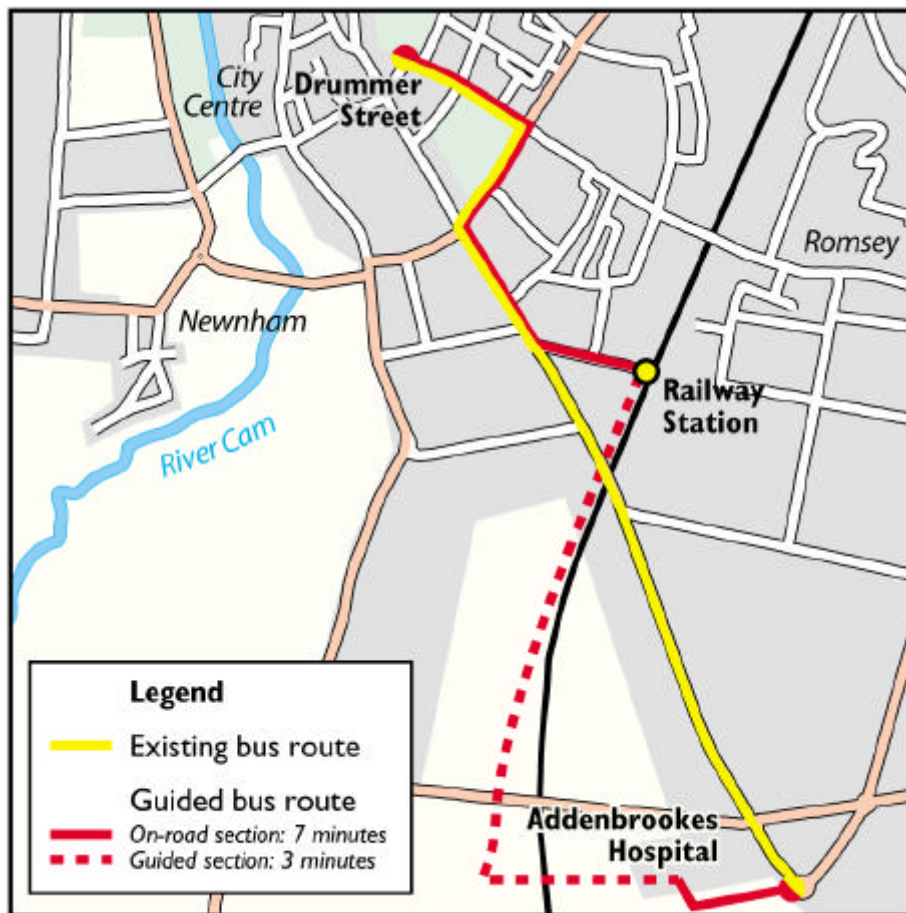 City
Centre
Drummer
Street
Romsey
Newnham
Railway
Station
River Cam
Legend
Existing bus route
Guided bus route
On-road section: 7 minutes
Guided section: 3 minutes
Addenbrookes
Hospital